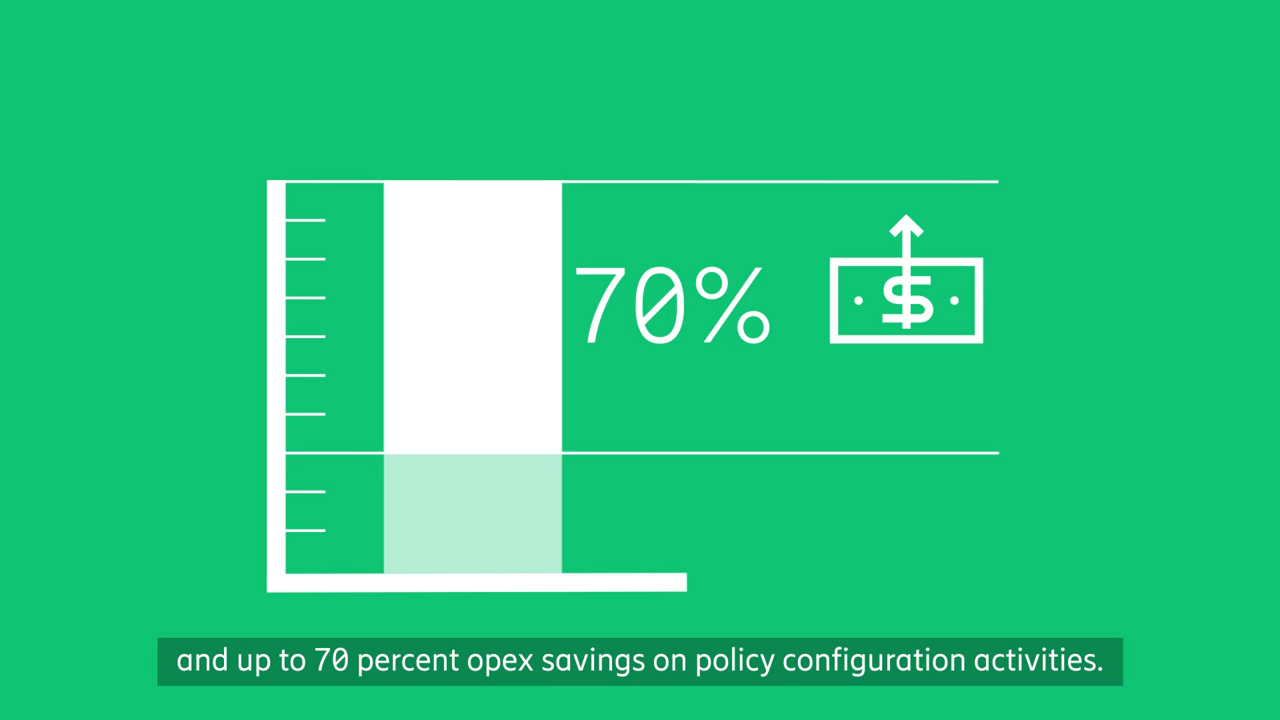 70%
$
and up to 70 percent opex savings on policy configuration activities.